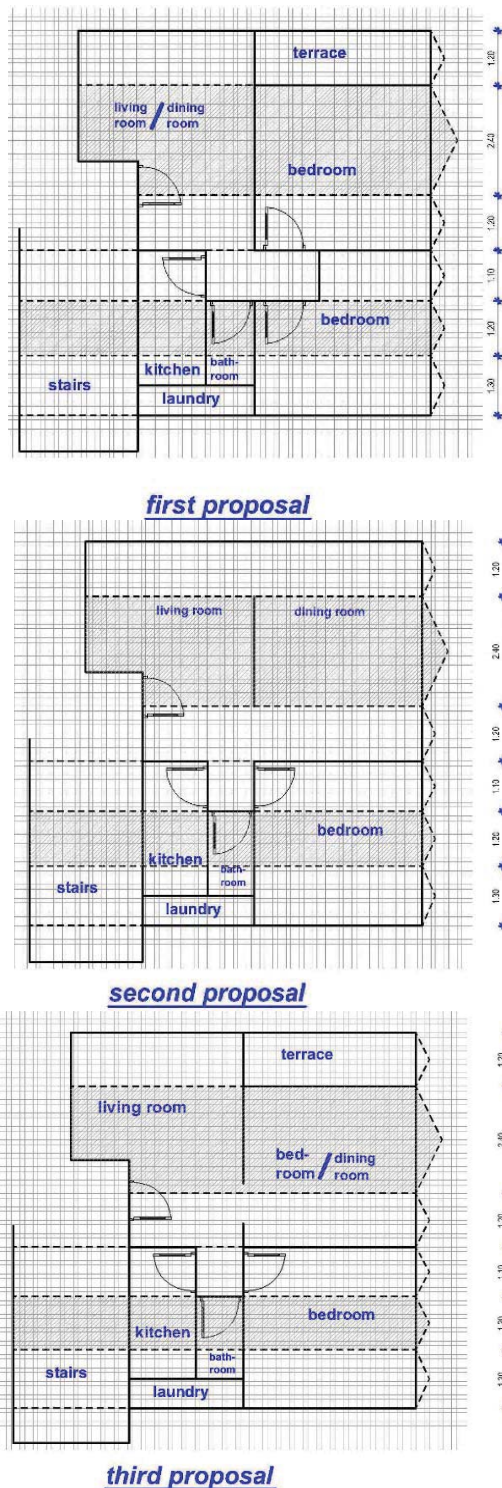 terrace
living / dining
room / room
bedroom
bedroom
kitchen
bath-
room
stairs
laundry
1.20
2.40
1.20
1.10
1.20
1.30
first proposal
living room
dining room
bedroom
kitchen
bath-
room
stairs
laundry
1.20
2.40
1.20
1.10
1.20
1.30
second proposal
terrace
living room
bed- / dining
room / room
bedroom
kitchen
bath-
room
stairs
laundry
third proposal